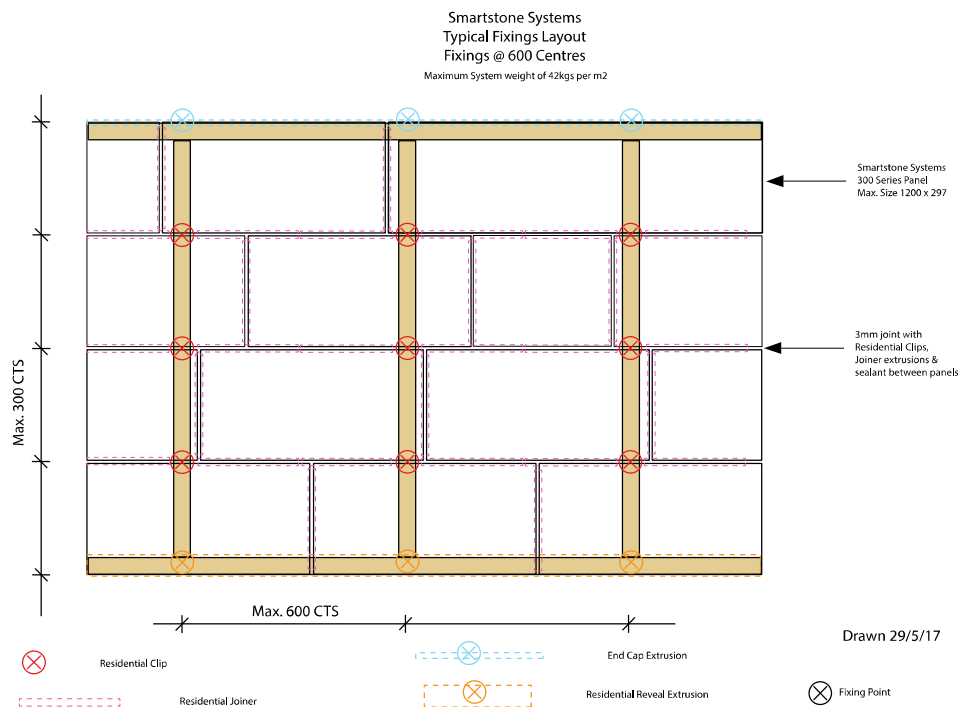 Smartstone Systems
Typical Fixings Layout
Fixings @ 600 Centres
Maximum System weight of 42kgs per m2
Smartstone Systems
300 Series Panel
Max. Size 1200 x 297
3mm joint with
Residential Clips,
Joiner extrusions &
sealant between panels
Max. 300 CTS
Max. 600 CTS
Drawn 29/5/17
Residential Clip
End Cap Extrusion
Residential Joiner
Residential Reveal Extrusion
Fixing Point